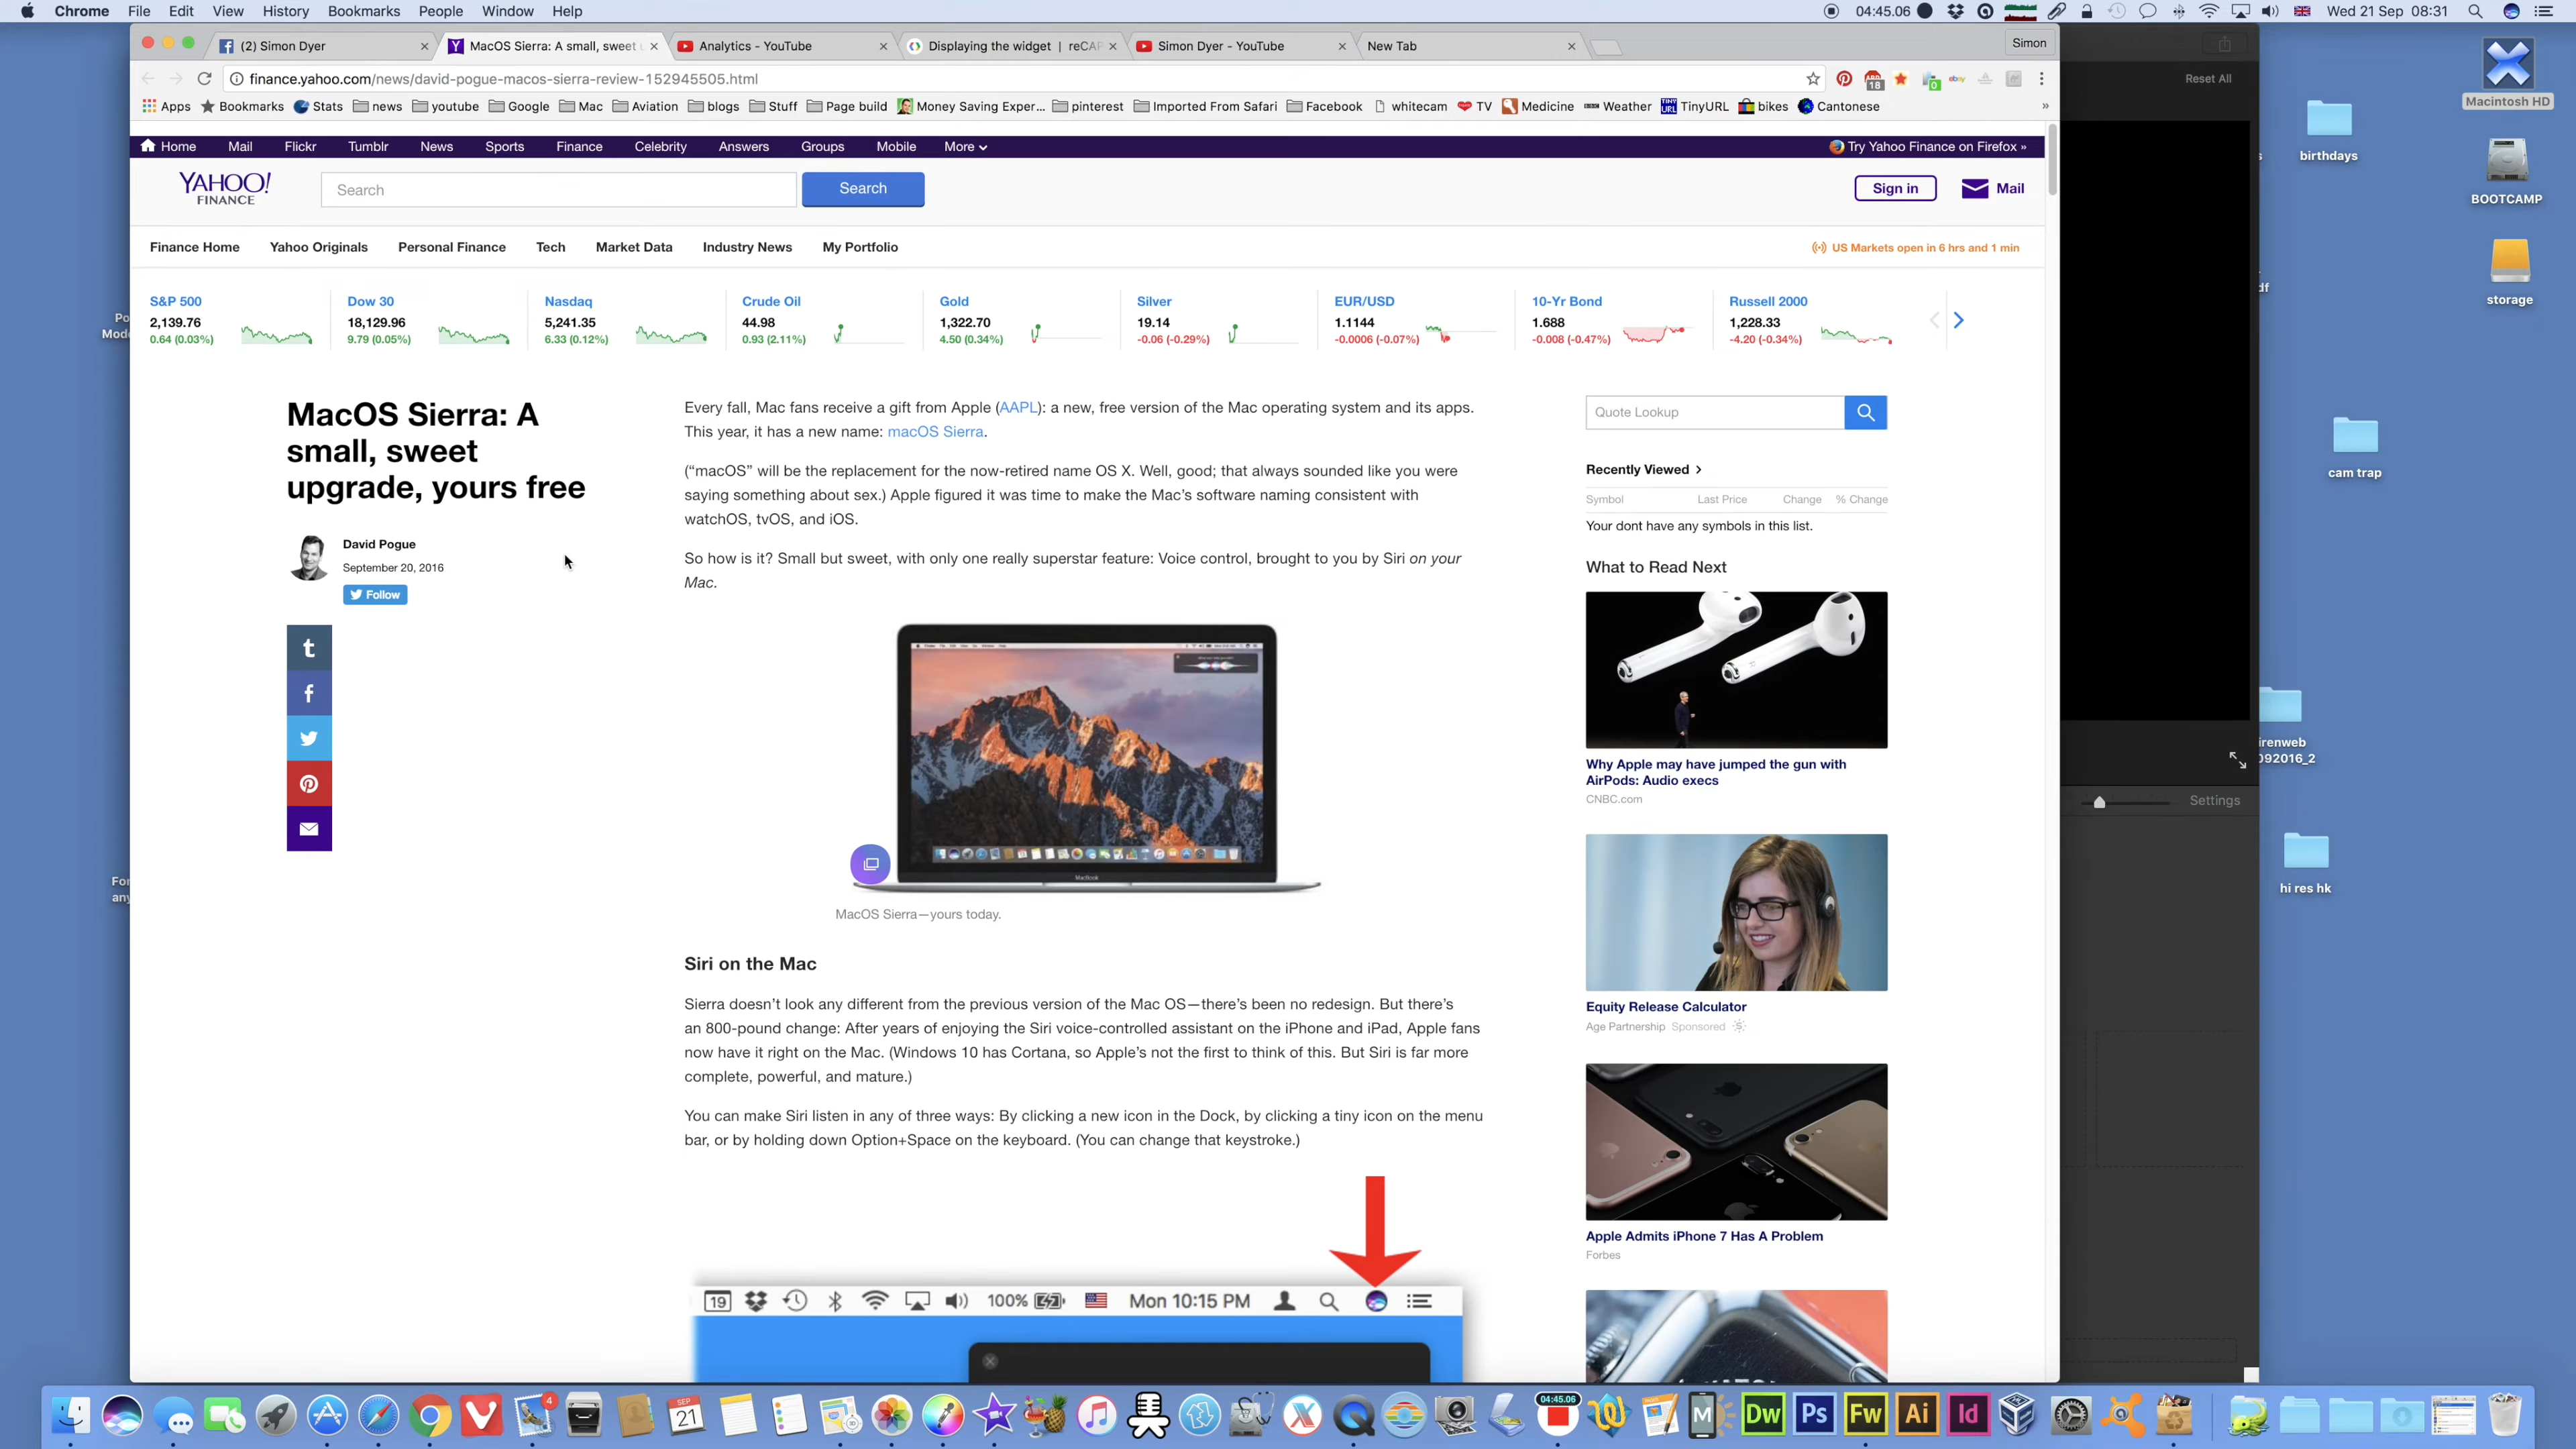 Chrome File Edit View History Bookmarks People Window Help 04:45.06 Wed 21 Sep 08:31
(2) Simon Dyer MacOS Sierra: A small, sweet Analytics - YouTube Displaying the widget | reCAP Simon Dyer - YouTube New Tab Simon
finance.yahoo.com/news/david-pogue-macos-sierra-review-152945505.html
Apps Bookmarks Stats news youtube Google Mac Aviation blogs Stuff Page build Money Saving Exper... pinterest Imported From Safari Facebook whitecam TV Medicine Weather TinyURL bikes Cantonese »
Home Mail Flickr Tumblr News Sports Finance Celebrity Answers Groups Mobile More Try Yahoo Finance on Firefox »
YAHOO! FINANCE Search Search Sign in Mail
Finance Home Yahoo Originals Personal Finance Tech Market Data Industry News My Portfolio US Markets open in 6 hrs and 1 min
S&P 500 Dow 30 Nasdaq Crude Oil Gold Silver EUR/USD 10-Yr Bond Russell 2000
2,139.76 18,129.96 5,241.35 44.98 1,322.70 19.14 1.1144 1.688 1,228.33
0.64 (0.03%) 9.79 (0.05%) 6.33 (0.12%) 0.93 (2.11%) 4.50 (0.34%) -0.06 (-0.29%) -0.0006 (-0.07%) -0.008 (-0.47%) -4.20 (-0.34%)
MacOS Sierra: A
small, sweet
upgrade, yours free
David Pogue
September 20, 2016
Follow
Every fall, Mac fans receive a gift from Apple (AAPL): a new, free version of the Mac operating system and its apps.
This year, it has a new name: macOS Sierra.
(“macOS” will be the replacement for the now-retired name OS X. Well, good; that always sounded like you were
saying something about sex.) Apple figured it was time to make the Mac’s software naming consistent with
watchOS, tvOS, and iOS.
So how is it? Small but sweet, with only one really superstar feature: Voice control, brought to you by Siri on your
Mac.
MacBook
MacOS Sierra—yours today.
Siri on the Mac
Sierra doesn’t look any different from the previous version of the Mac OS—there’s been no redesign. But there’s
an 800-pound change: After years of enjoying the Siri voice-controlled assistant on the iPhone and iPad, Apple fans
now have it right on the Mac. (Windows 10 has Cortana, so Apple’s not the first to think of this. But Siri is far more
complete, powerful, and mature.)
You can make Siri listen in any of three ways: By clicking a new icon in the Dock, by clicking a tiny icon on the menu
bar, or by holding down Option+Space on the keyboard. (You can change that keystroke.)
19 100% Mon 10:15 PM
Quote Lookup
Recently Viewed
Symbol Last Price Change % Change
Your dont have any symbols in this list.
What to Read Next
Why Apple may have jumped the gun with
AirPods: Audio execs
CNBC.com
Equity Release Calculator
Age Partnership Sponsored
Apple Admits iPhone 7 Has A Problem
Forbes
Reset All
Settings
Macintosh HD
birthdays
BOOTCAMP
storage
cam trap
irenweb
092016_2
hi res hk
4 SEP 21 04:45.06 M Dw Ps Fw Ai Id